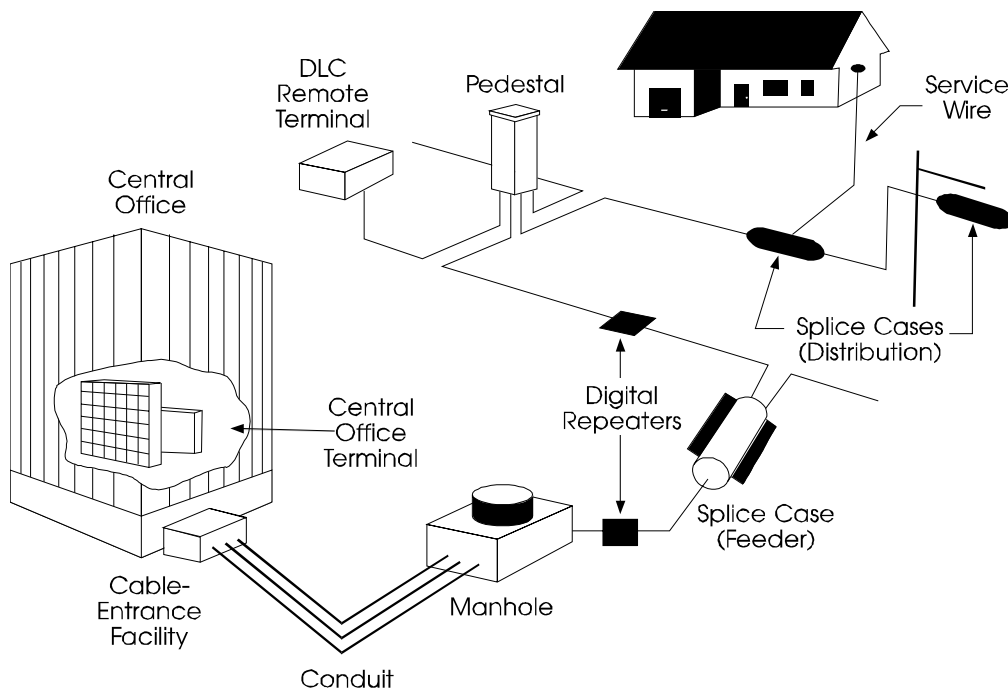 DLC
Remote
Terminal
Pedestal
Service
Wire
Central
Office
Splice Cases
(Distribution)
Digital
Repeaters
Central
Office
Terminal
Splice Case
(Feeder)
Cable-
Entrance
Facility
Manhole
Conduit